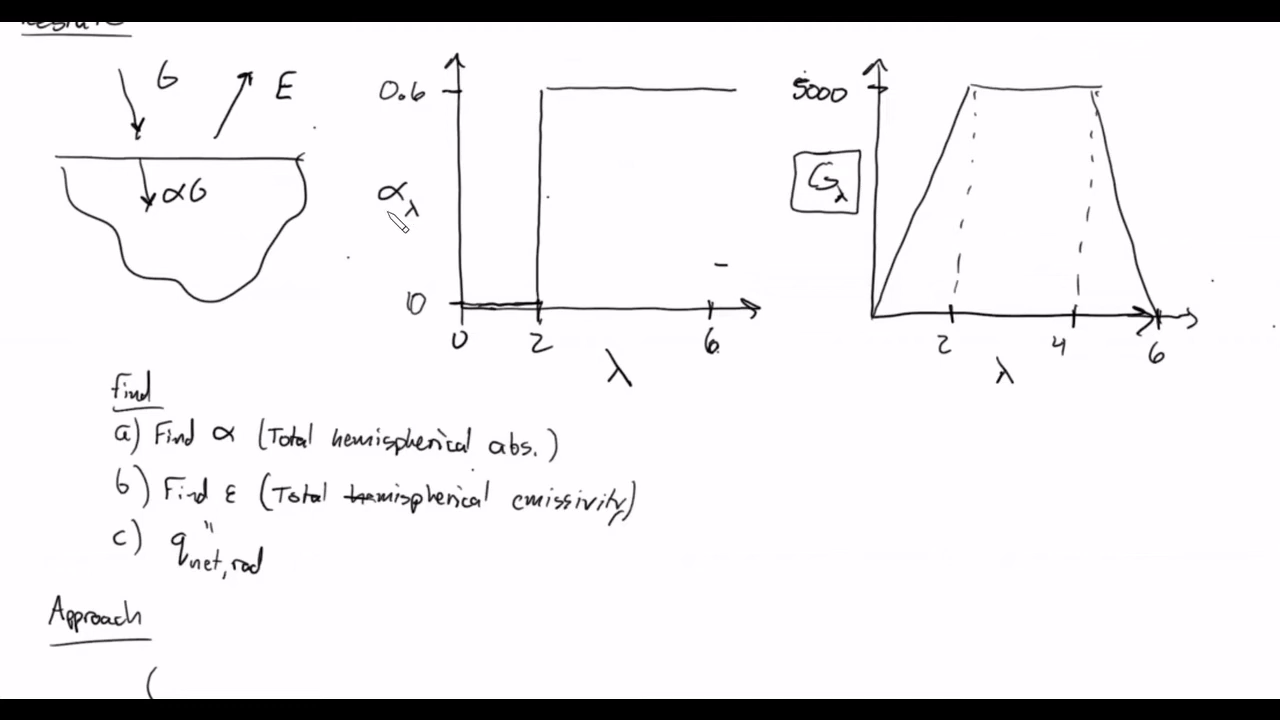 G
E
αG
0.6
α_λ
0
0 2 6
λ
5000
G_λ
2 4 6
λ
find
a) Find α (Total hemispherical abs.)
b) Find ε (Total hemispherical emissivity)
c) q"net,rad
Approach
(